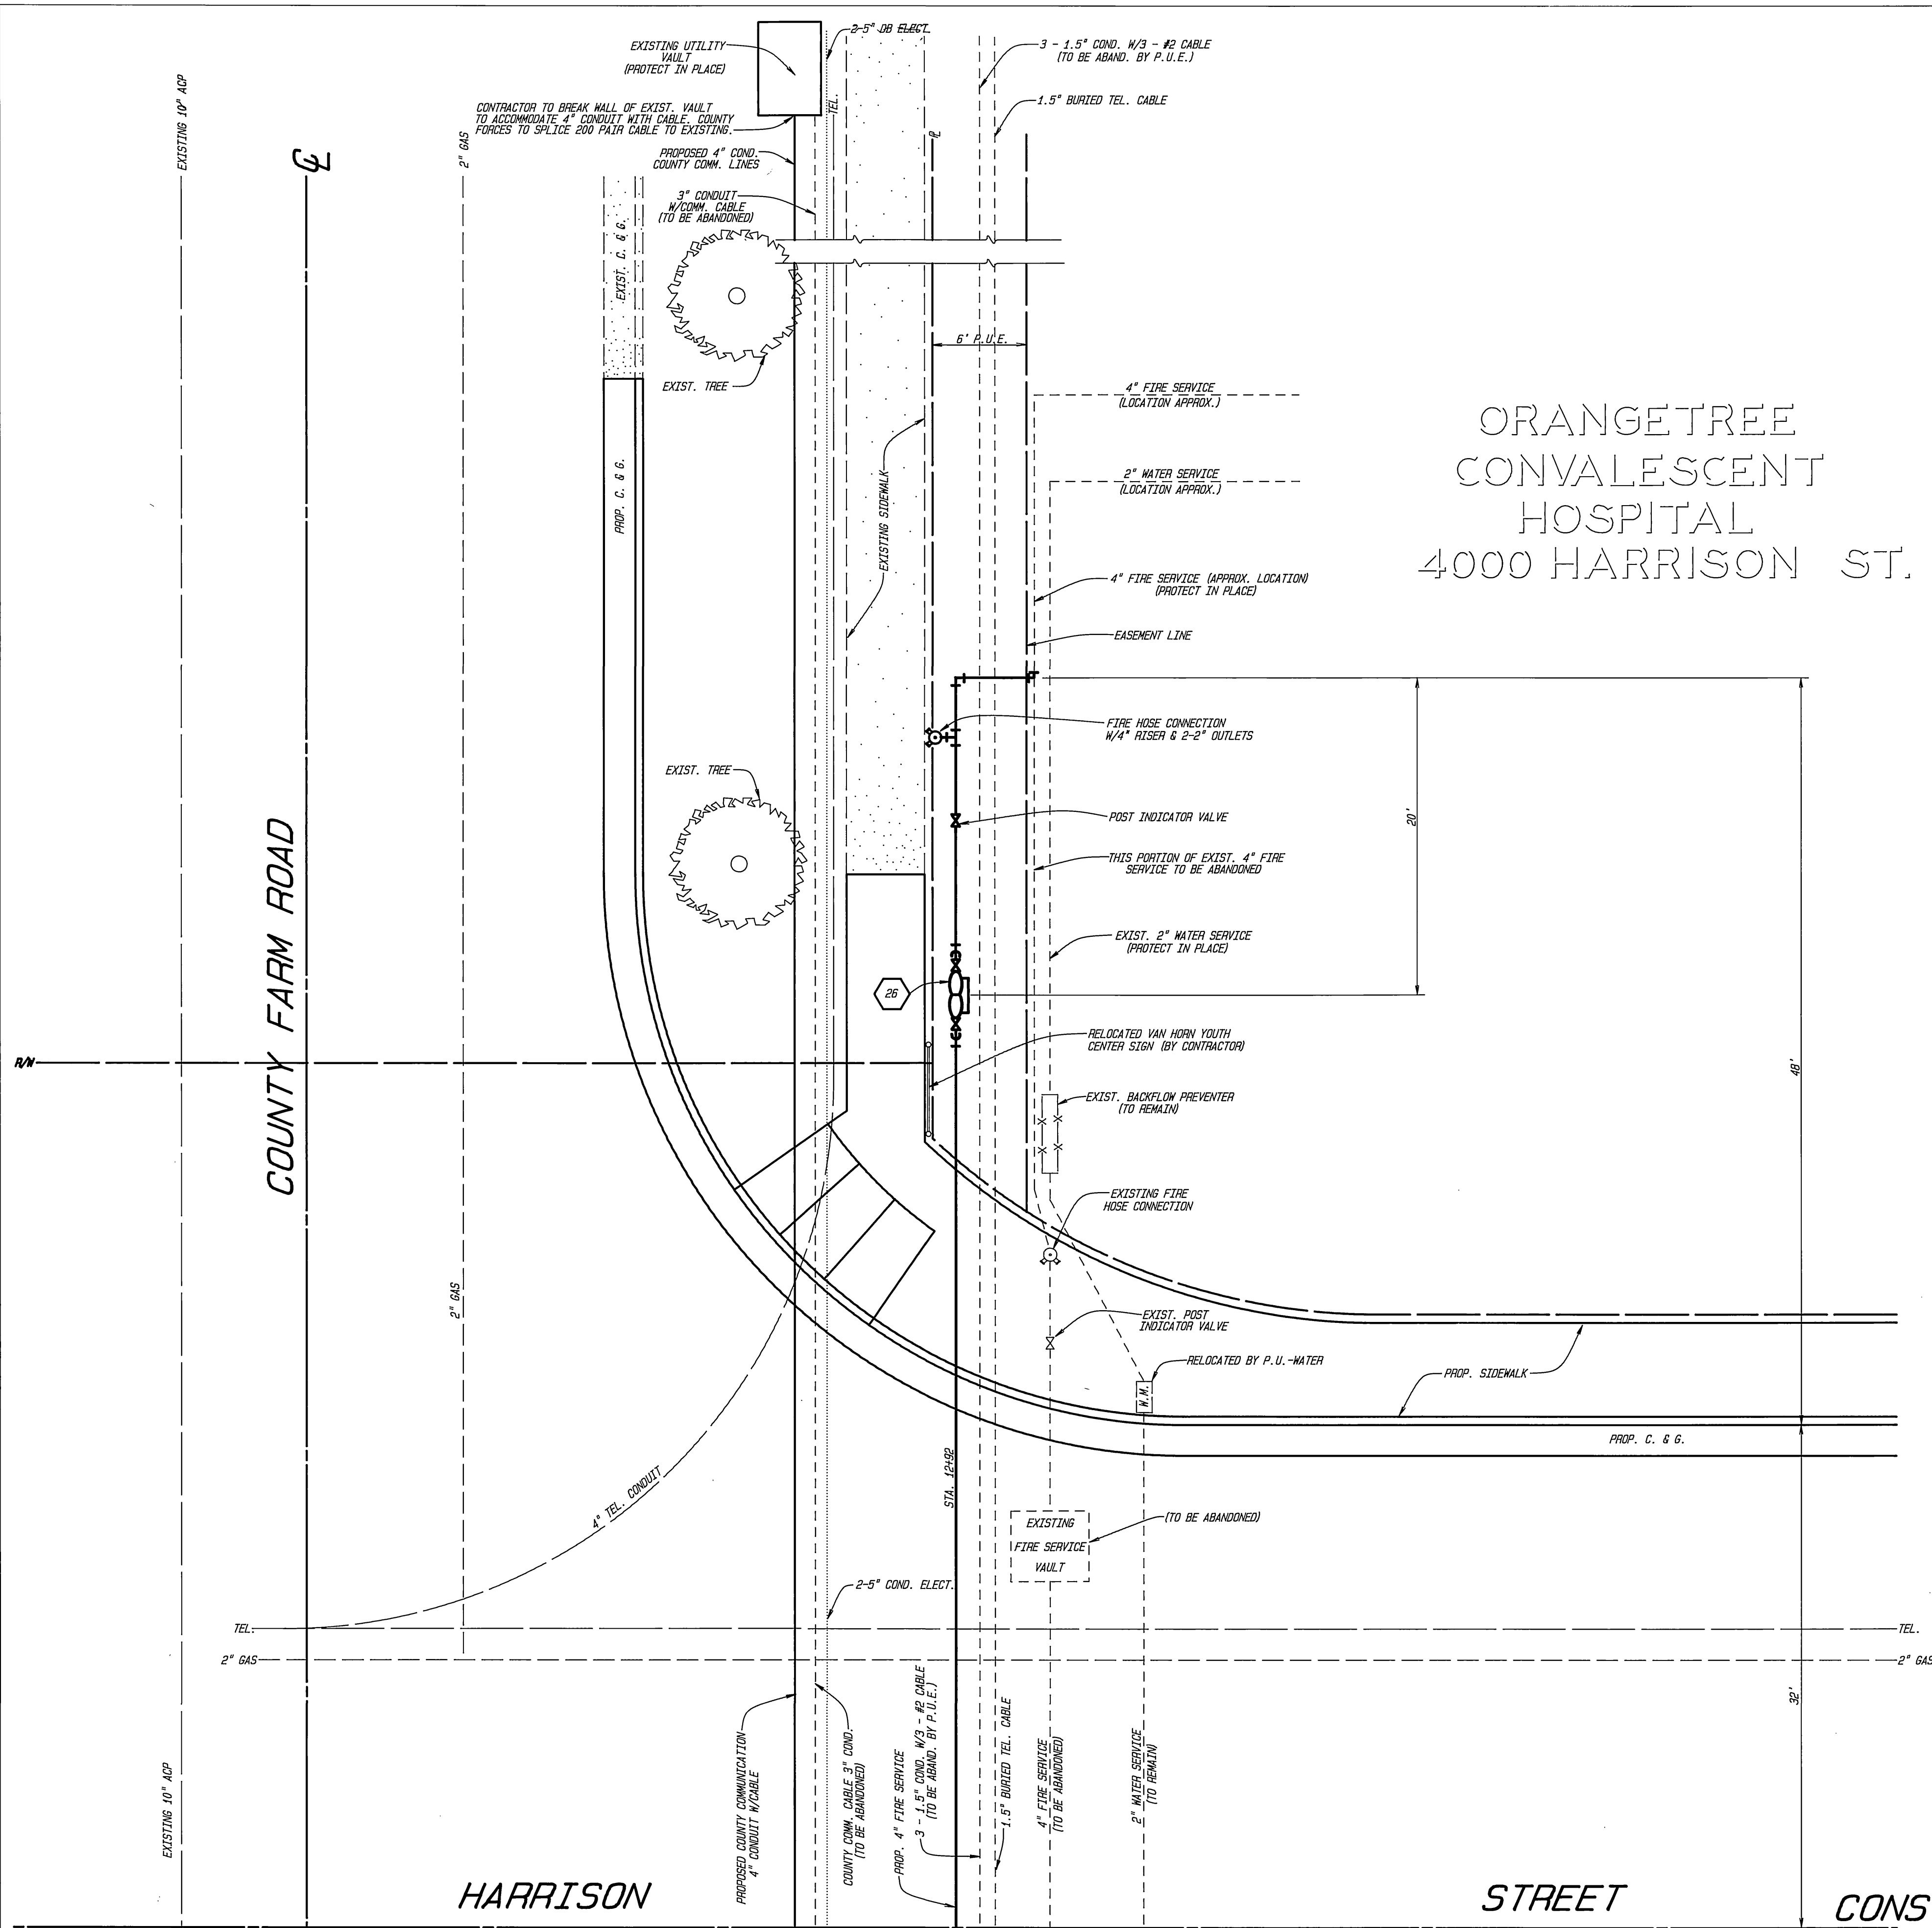 EXISTING UTILITY
VAULT
(PROTECT IN PLACE)
2-5" DB ELECT.
3 - 1.5" COND. W/3 - #2 CABLE
(TO BE ABAND. BY P.U.E.)
EXISTING 10" ACP
CONTRACTOR TO BREAK WALL OF EXIST. VAULT
TO ACCOMMODATE 4" CONDUIT WITH CABLE. COUNTY
FORCES TO SPLICE 200 PAIR CABLE TO EXISTING.
TEL.
1.5" BURIED TEL. CABLE
℄
2" GAS
PROPOSED 4" COND.
COUNTY COMM. LINES
3" CONDUIT
W/COMM. CABLE
(TO BE ABANDONED)
EXIST. C. & G.
6' P.U.E.
EXIST. TREE
4" FIRE SERVICE
(LOCATION APPROX.)
ORANGETREE
CONVALESCENT
HOSPITAL
4000 HARRISON ST.
PROP. C. & G.
EXISTING SIDEWALK
2" WATER SERVICE
(LOCATION APPROX.)
4" FIRE SERVICE (APPROX. LOCATION)
(PROTECT IN PLACE)
EASEMENT LINE
FIRE HOSE CONNECTION
W/4" RISER & 2-2" OUTLETS
EXIST. TREE
POST INDICATOR VALVE
20'
THIS PORTION OF EXIST. 4" FIRE
SERVICE TO BE ABANDONED
COUNTY FARM ROAD
EXIST. 2" WATER SERVICE
(PROTECT IN PLACE)
26
RELOCATED VAN HORN YOUTH
CENTER SIGN (BY CONTRACTOR)
R/W
48'
EXIST. BACKFLOW PREVENTER
(TO REMAIN)
EXISTING FIRE
HOSE CONNECTION
2" GAS
EXIST. POST
INDICATOR VALVE
RELOCATED BY P.U.-WATER
W.M.
PROP. SIDEWALK
PROP. C. & G.
STA. 12+92
4" TEL. CONDUIT
EXISTING
FIRE SERVICE
VAULT
(TO BE ABANDONED)
2-5" COND. ELECT.
TEL.
TEL.
2" GAS
2" GAS
32'
EXISTING 10" ACP
PROPOSED COUNTY COMMUNICATION
4" CONDUIT W/CABLE
COUNTY COMM. CABLE 3" COND.
(TO BE ABANDONED)
PROP. 4" FIRE SERVICE
3 - 1.5" COND. W/3 - #2 CABLE
(TO BE ABAND. BY P.U.E.)
1.5" BURIED TEL. CABLE
4" FIRE SERVICE
(TO BE ABANDONED)
2" WATER SERVICE
(TO REMAIN)
HARRISON STREET
CONS